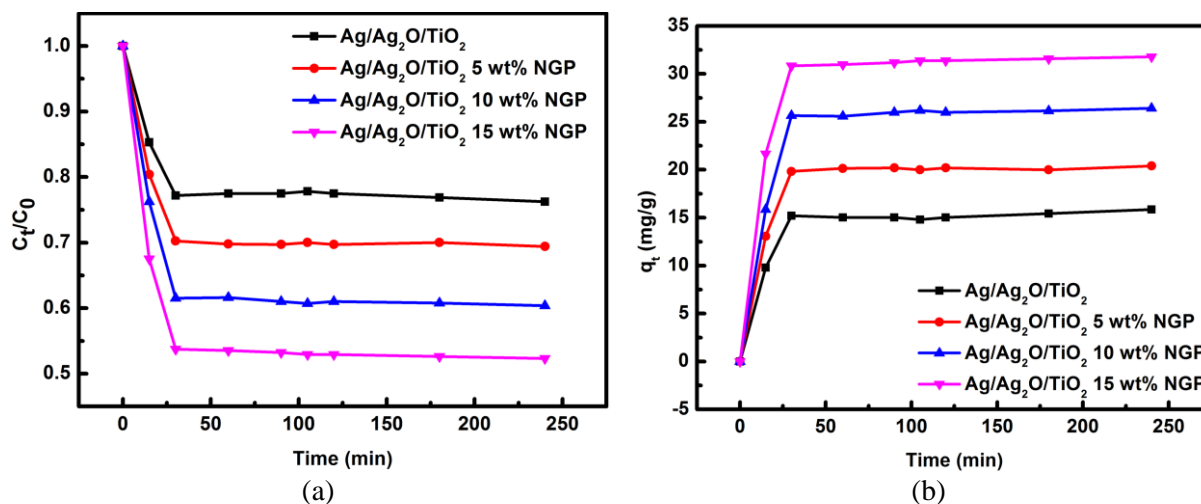 1.0
0.9
0.8
0.7
0.6
0.5
C_t/C_0
0 50 100 150 200 250
Time (min)
Ag/Ag₂O/TiO₂
Ag/Ag₂O/TiO₂ 5 wt% NGP
Ag/Ag₂O/TiO₂ 10 wt% NGP
Ag/Ag₂O/TiO₂ 15 wt% NGP
(a)
35
30
25
20
15
10
5
0
-5
q_t (mg/g)
0 50 100 150 200 250
Time (min)
Ag/Ag₂O/TiO₂
Ag/Ag₂O/TiO₂ 5 wt% NGP
Ag/Ag₂O/TiO₂ 10 wt% NGP
Ag/Ag₂O/TiO₂ 15 wt% NGP
(b)